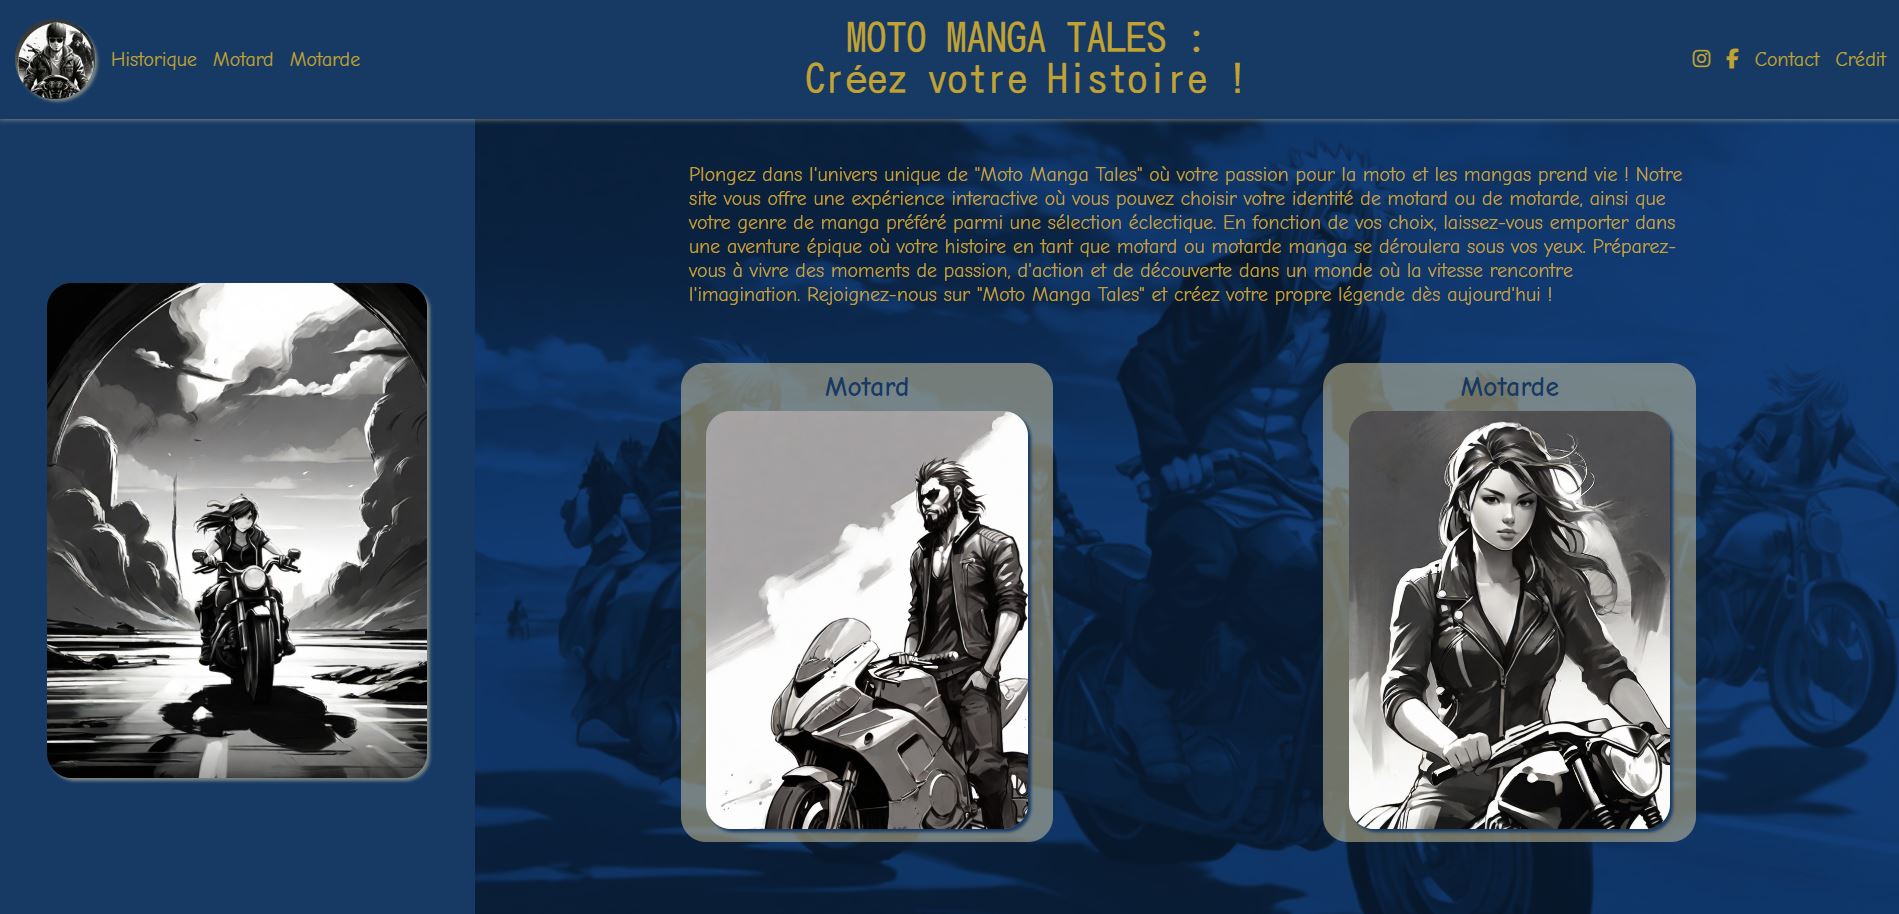 Historique Motard Motarde
MOTO MANGA TALES :
Créez votre Histoire !
Contact Crédit
Plongez dans l'univers unique de "Moto Manga Tales" où votre passion pour la moto et les mangas prend vie ! Notre
site vous offre une expérience interactive où vous pouvez choisir votre identité de motard ou de motarde, ainsi que
votre genre de manga préféré parmi une sélection éclectique. En fonction de vos choix, laissez-vous emporter dans
une aventure épique où votre histoire en tant que motard ou motarde manga se déroulera sous vos yeux. Préparez-
vous à vivre des moments de passion, d'action et de découverte dans un monde où la vitesse rencontre
l'imagination. Rejoignez-nous sur "Moto Manga Tales" et créez votre propre légende dès aujourd'hui !
Motard
Motarde